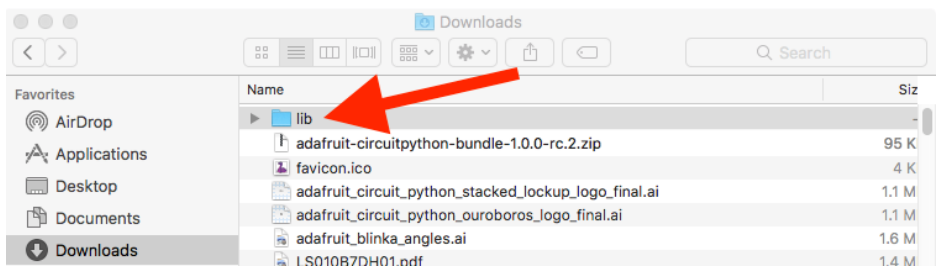 Downloads
Search
Favorites
AirDrop
Applications
Desktop
Documents
Downloads
Name Siz
lib -
adafruit-circuitpython-bundle-1.0.0-rc.2.zip 95 K
favicon.ico 4 K
adafruit_circuit_python_stacked_lockup_logo_final.ai 1.1 M
adafruit_circuit_python_ouroboros_logo_final.ai 1.1 M
adafruit_blinka_angles.ai 1.6 M
LS010B7DH01.pdf 1.4 M